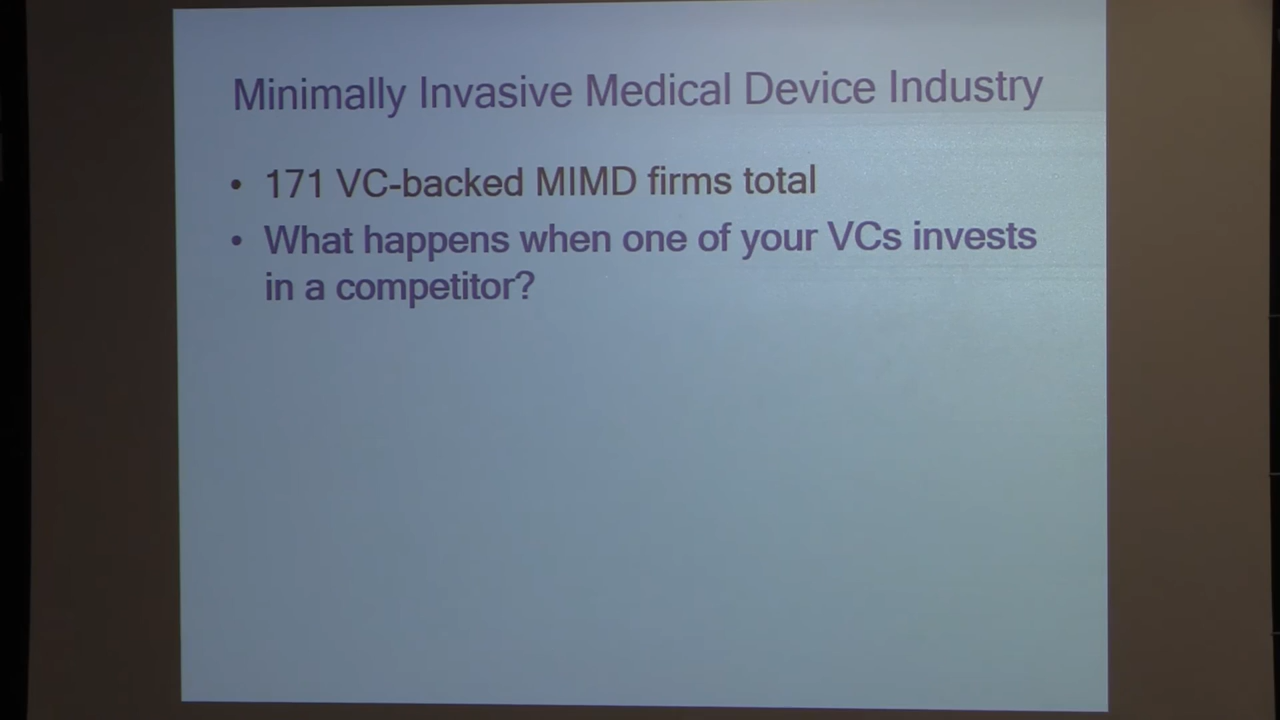 Minimally Invasive Medical Device Industry
• 171 VC-backed MIMD firms total
• What happens when one of your VCs invests
in a competitor?